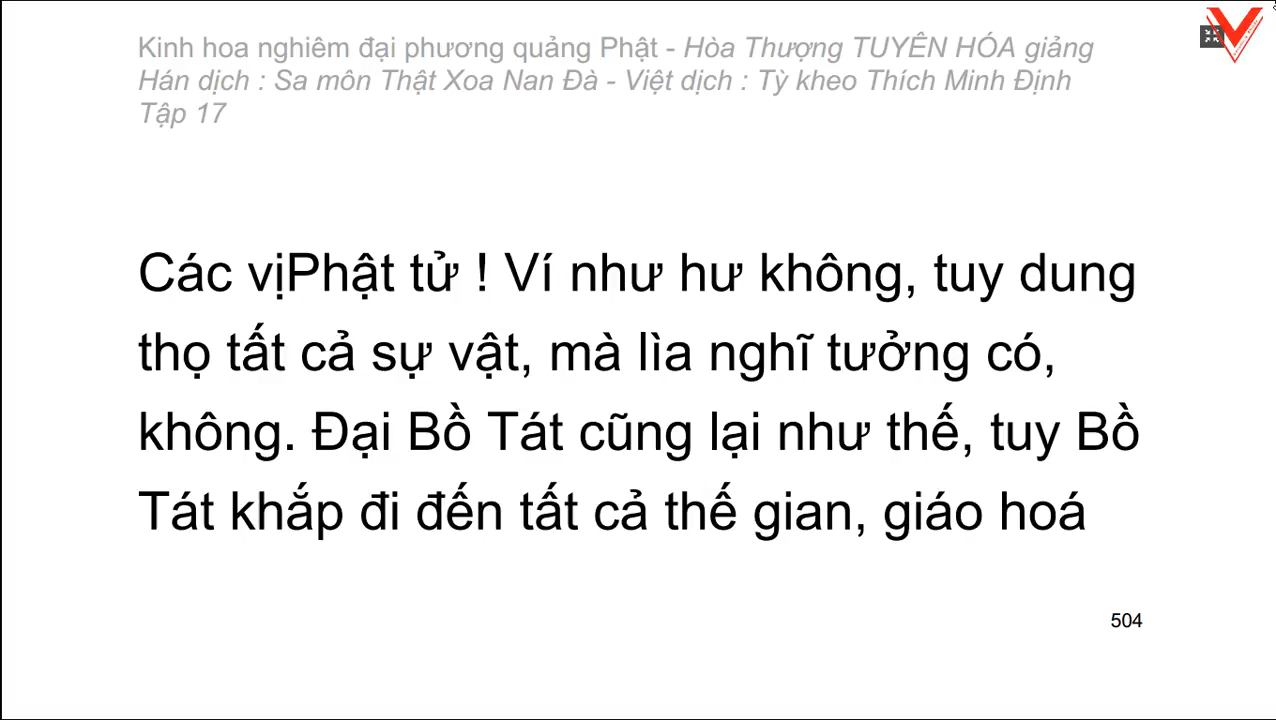 Kinh hoa nghiêm đại phương quảng Phật - Hòa Thượng TUYÊN HÓA giảng
Hán dịch : Sa môn Thật Xoa Nan Đà - Việt dịch : Tỳ kheo Thích Minh Định
Tập 17
Các vịPhật tử ! Ví như hư không, tuy dung
thọ tất cả sự vật, mà lìa nghĩ tưởng có,
không. Đại Bồ Tát cũng lại như thế, tuy Bồ
Tát khắp đi đến tất cả thế gian, giáo hoá
504